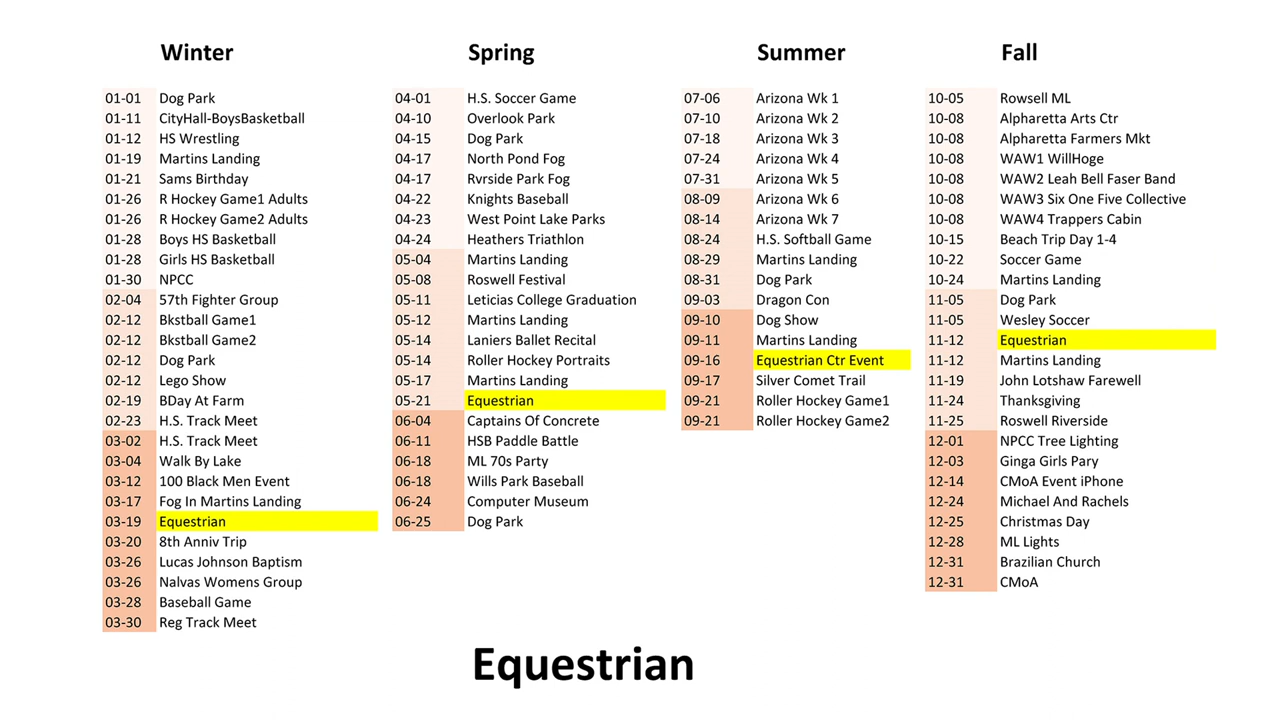 Winter
01-01 Dog Park
01-11 CityHall-BoysBasketball
01-12 HS Wrestling
01-19 Martins Landing
01-21 Sams Birthday
01-26 R Hockey Game1 Adults
01-26 R Hockey Game2 Adults
01-28 Boys HS Basketball
01-28 Girls HS Basketball
01-30 NPCC
02-04 57th Fighter Group
02-12 Bkstball Game1
02-12 Bkstball Game2
02-12 Dog Park
02-12 Lego Show
02-19 BDay At Farm
02-23 H.S. Track Meet
03-02 H.S. Track Meet
03-04 Walk By Lake
03-12 100 Black Men Event
03-17 Fog In Martins Landing
03-19 Equestrian
03-20 8th Anniv Trip
03-26 Lucas Johnson Baptism
03-26 Nalvas Womens Group
03-28 Baseball Game
03-30 Reg Track Meet
Spring
04-01 H.S. Soccer Game
04-10 Overlook Park
04-15 Dog Park
04-17 North Pond Fog
04-17 Rvrside Park Fog
04-22 Knights Baseball
04-23 West Point Lake Parks
04-24 Heathers Triathlon
05-04 Martins Landing
05-08 Roswell Festival
05-11 Leticias College Graduation
05-12 Martins Landing
05-14 Laniers Ballet Recital
05-14 Roller Hockey Portraits
05-17 Martins Landing
05-21 Equestrian
06-04 Captains Of Concrete
06-11 HSB Paddle Battle
06-18 ML 70s Party
06-18 Wills Park Baseball
06-24 Computer Museum
06-25 Dog Park
Summer
07-06 Arizona Wk 1
07-10 Arizona Wk 2
07-18 Arizona Wk 3
07-24 Arizona Wk 4
07-31 Arizona Wk 5
08-09 Arizona Wk 6
08-14 Arizona Wk 7
08-24 H.S. Softball Game
08-29 Martins Landing
08-31 Dog Park
09-03 Dragon Con
09-10 Dog Show
09-11 Martins Landing
09-16 Equestrian Ctr Event
09-17 Silver Comet Trail
09-21 Roller Hockey Game1
09-21 Roller Hockey Game2
Fall
10-05 Rowsell ML
10-08 Alpharetta Arts Ctr
10-08 Alpharetta Farmers Mkt
10-08 WAW1 WillHoge
10-08 WAW2 Leah Bell Faser Band
10-08 WAW3 Six One Five Collective
10-08 WAW4 Trappers Cabin
10-15 Beach Trip Day 1-4
10-22 Soccer Game
10-24 Martins Landing
11-05 Dog Park
11-05 Wesley Soccer
11-12 Equestrian
11-12 Martins Landing
11-19 John Lotshaw Farewell
11-24 Thanksgiving
11-25 Roswell Riverside
12-01 NPCC Tree Lighting
12-03 Ginga Girls Pary
12-14 CMoA Event iPhone
12-24 Michael And Rachels
12-25 Christmas Day
12-28 ML Lights
12-31 Brazilian Church
12-31 CMoA
Equestrian